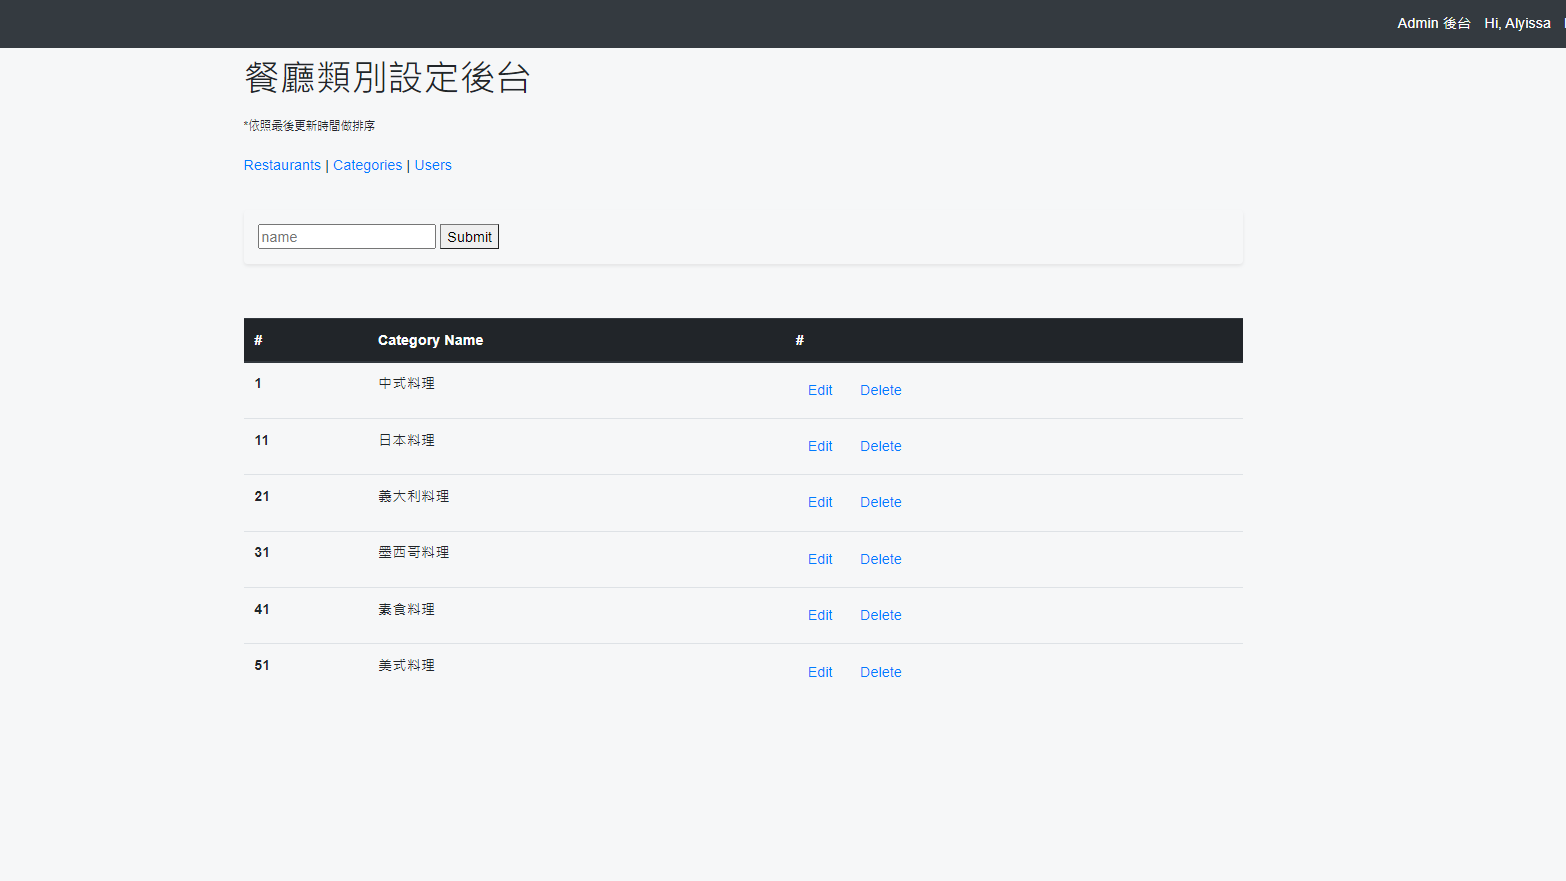 Admin 後台 Hi, Alyissa
餐廳類別設定後台
*依照最後更新時間做排序
Restaurants | Categories | Users
name Submit
# Category Name #
1 中式料理 Edit Delete
11 日本料理 Edit Delete
21 義大利料理 Edit Delete
31 墨西哥料理 Edit Delete
41 素食料理 Edit Delete
51 美式料理 Edit Delete